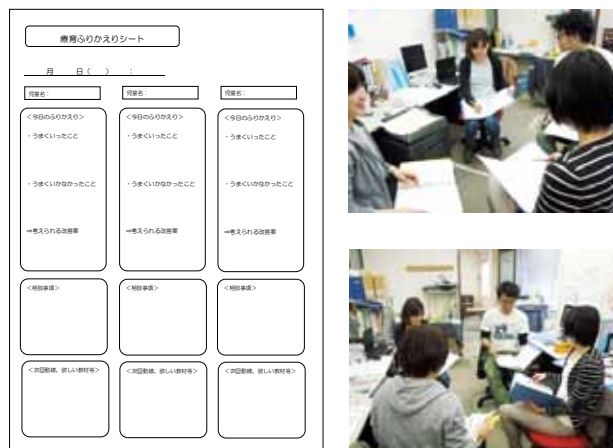 療育ふりかえりシート
月 日( ) :
児童名：
児童名：
児童名：
＜今日のふりかえり＞
・うまくいったこと
・うまくいかなかったこと
⇒考えられる改善案
＜今日のふりかえり＞
・うまくいったこと
・うまくいかなかったこと
⇒考えられる改善案
＜今日のふりかえり＞
・うまくいったこと
・うまくいかなかったこと
⇒考えられる改善案
＜相談事項＞
＜相談事項＞
＜相談事項＞
＜次回動線、欲しい教材等＞
＜次回動線、欲しい教材等＞
＜次回動線、欲しい教材等＞